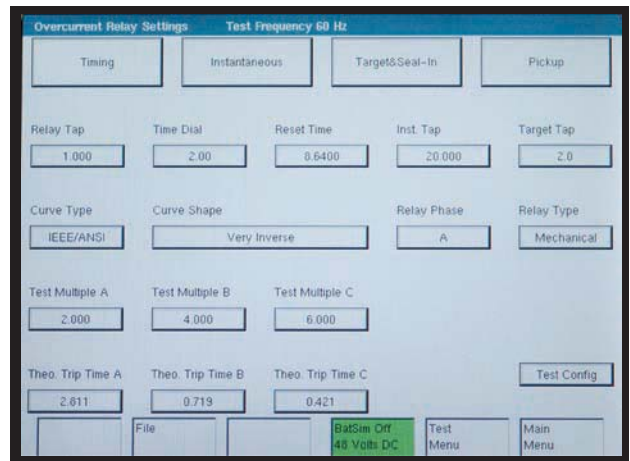 Overcurrent Relay Settings Test Frequency 60 Hz
Timing Instantaneous Target&Seal-In Pickup
Relay Tap Time Dial Reset Time Inst. Tap Target Tap
1.000 2.00 8.6400 20.000 2.0
Curve Type Curve Shape Relay Phase Relay Type
IEEE/ANSI Very Inverse A Mechanical
Test Multiple A Test Multiple B Test Multiple C
2.000 4.000 6.000
Theo. Trip Time A Theo. Trip Time B Theo. Trip Time C Test Config
2.811 0.719 0.421
File BatSim Off Test Main
48 Volts DC Menu Menu